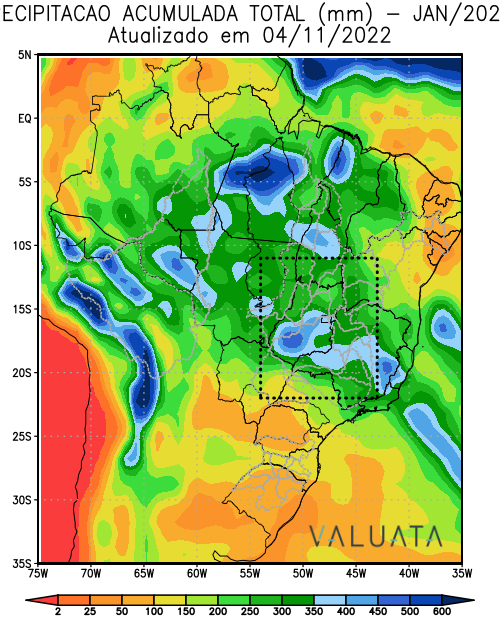 ECIPITACAO ACUMULADA TOTAL (mm) – JAN/202
Atualizado em 04/11/2022
5N
EQ
5S
10S
15S
20S
25S
30S
35S
VALUATA
75W 70W 65W 60W 55W 50W 45W 40W 35W
2 25 50 100 150 200 250 300 350 400 450 500 600